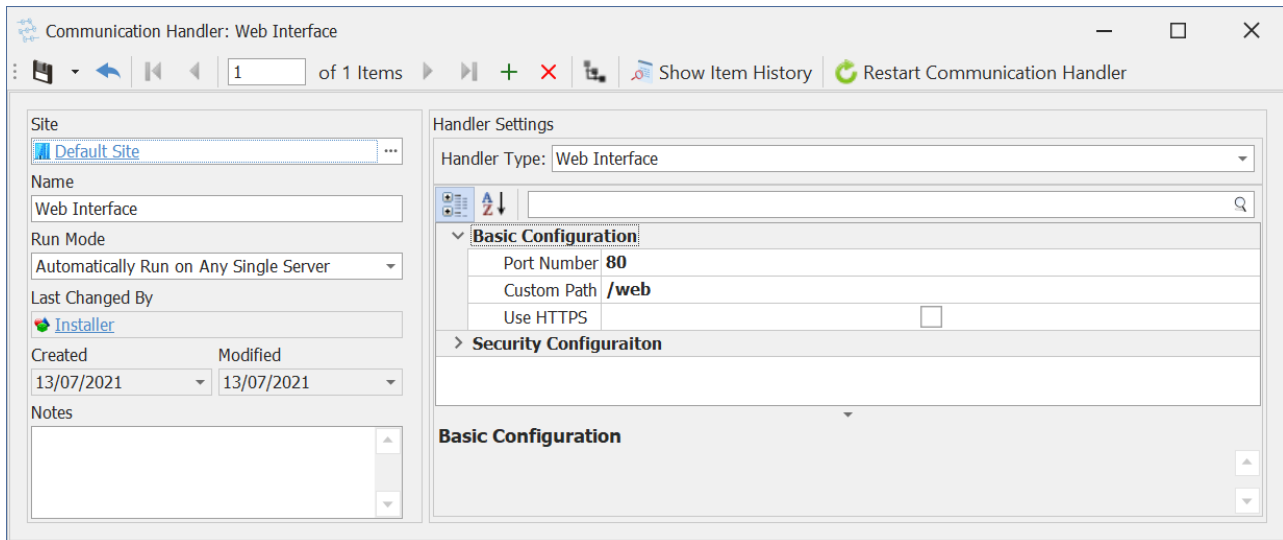 Communication Handler: Web Interface
1 of 1 Items Show Item History Restart Communication Handler
Site
Default Site ...
Name
Web Interface
Run Mode
Automatically Run on Any Single Server
Last Changed By
Installer
Created Modified
13/07/2021 13/07/2021
Notes
Handler Settings
Handler Type: Web Interface
A
Z
Basic Configuration
Port Number 80
Custom Path /web
Use HTTPS
Security Configuraiton
Basic Configuration